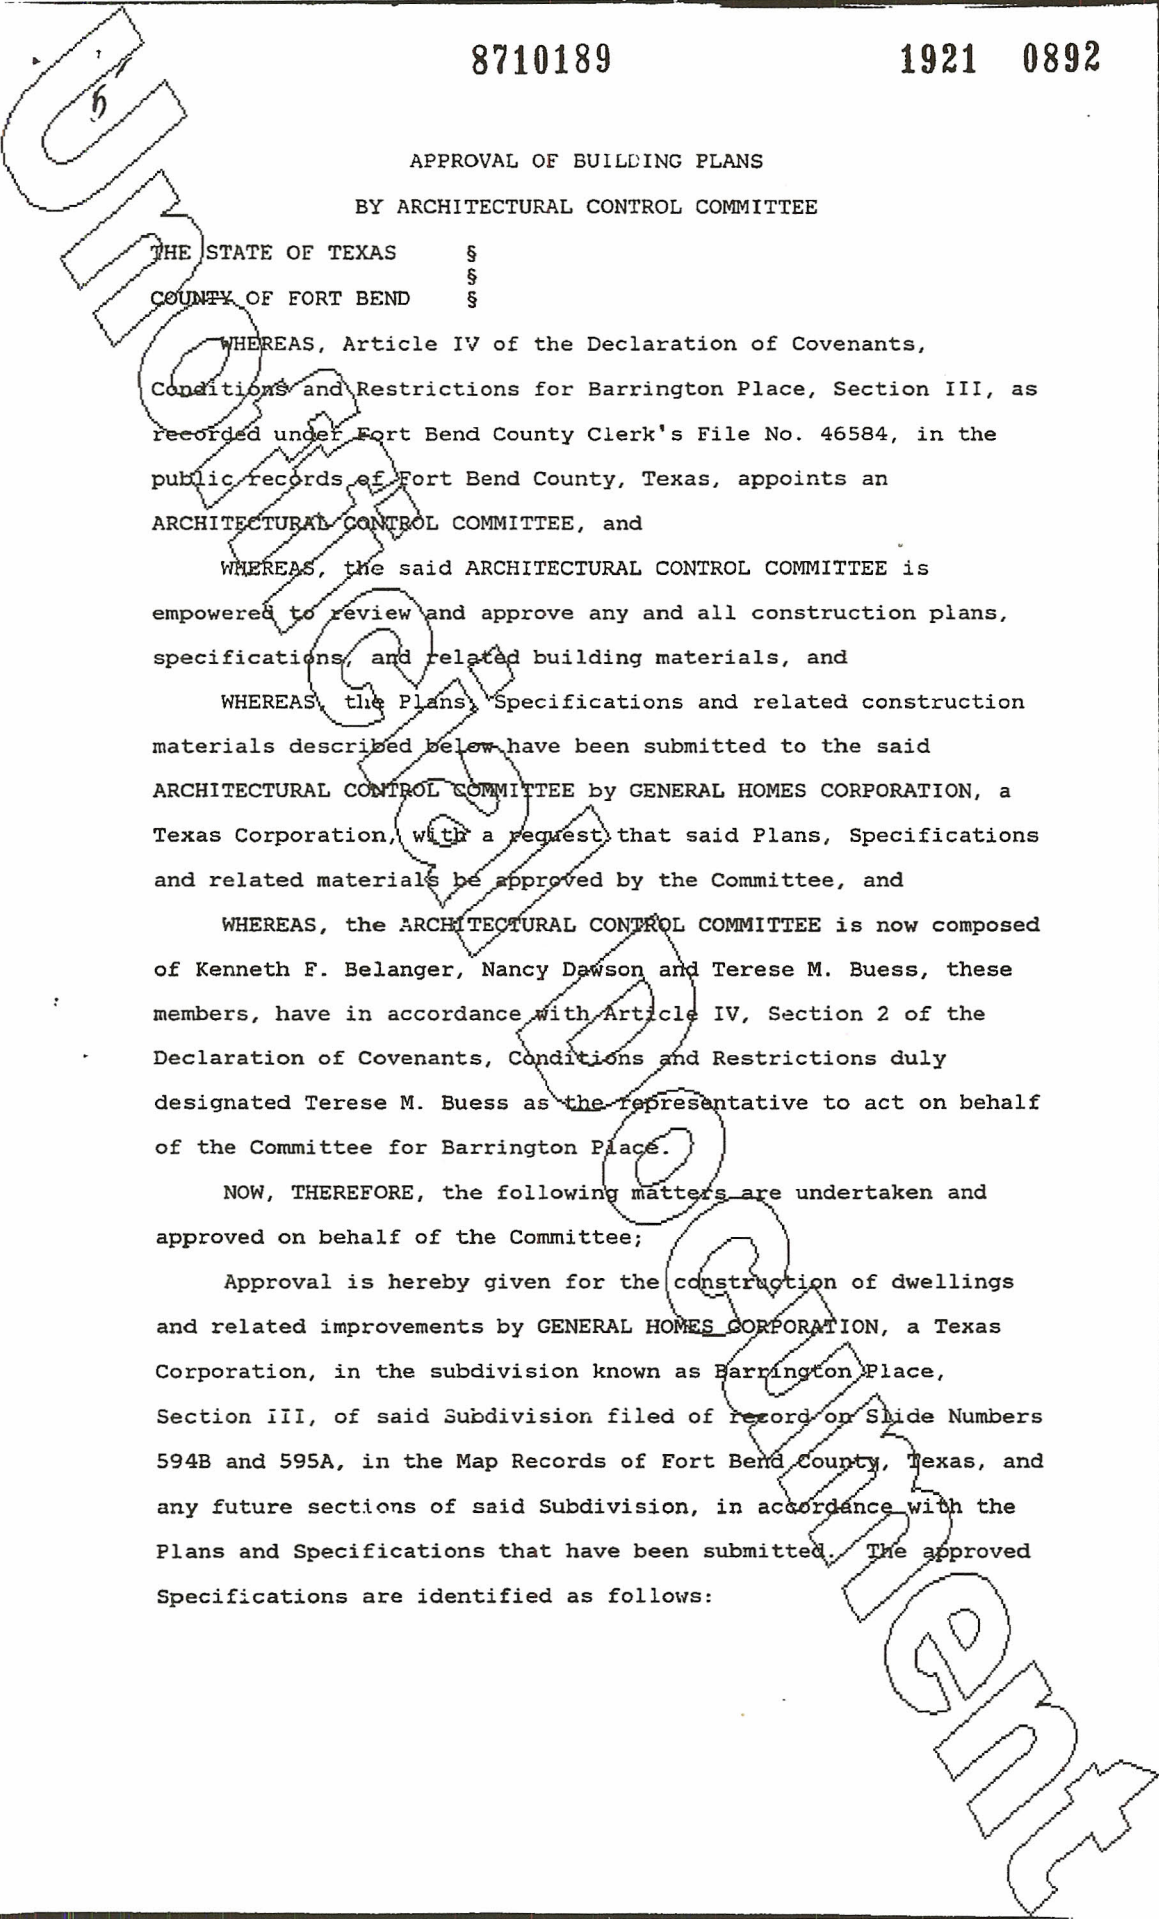 8710189 1921 0892
5
APPROVAL OF BUILDING PLANS
BY ARCHITECTURAL CONTROL COMMITTEE
THE STATE OF TEXAS §
§
COUNTY OF FORT BEND §
WHEREAS, Article IV of the Declaration of Covenants,
Conditions and Restrictions for Barrington Place, Section III, as
recorded under Fort Bend County Clerk's File No. 46584, in the
public records of Fort Bend County, Texas, appoints an
ARCHITECTURAL CONTROL COMMITTEE, and
WHEREAS, the said ARCHITECTURAL CONTROL COMMITTEE is
empowered to review and approve any and all construction plans,
specifications, and related building materials, and
WHEREAS, the Plans, Specifications and related construction
materials described below have been submitted to the said
ARCHITECTURAL CONTROL COMMITTEE by GENERAL HOMES CORPORATION, a
Texas Corporation, with a request that said Plans, Specifications
and related materials be approved by the Committee, and
WHEREAS, the ARCHITECTURAL CONTROL COMMITTEE is now composed
of Kenneth F. Belanger, Nancy Dawson and Terese M. Buess, these
members, have in accordance with Article IV, Section 2 of the
Declaration of Covenants, Conditions and Restrictions duly
designated Terese M. Buess as the representative to act on behalf
of the Committee for Barrington Place.
NOW, THEREFORE, the following matters are undertaken and
approved on behalf of the Committee;
Approval is hereby given for the construction of dwellings
and related improvements by GENERAL HOMES CORPORATION, a Texas
Corporation, in the subdivision known as Barrington Place,
Section III, of said Subdivision filed of record on Slide Numbers
594B and 595A, in the Map Records of Fort Bend County, Texas, and
any future sections of said Subdivision, in accordance with the
Plans and Specifications that have been submitted. The approved
Specifications are identified as follows:
Unofficial Document